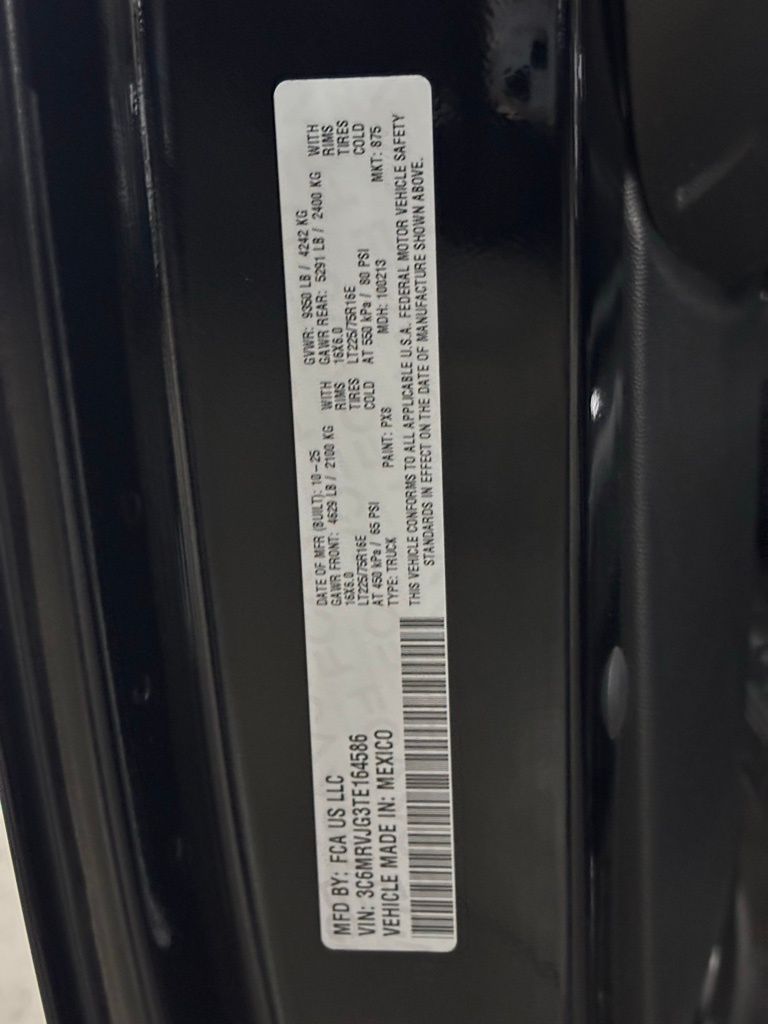 MFD BY: FCA US LLC
VIN: 3C6MRVJG3TE164586
VEHICLE MADE IN: MEXICO
DATE OF MFR (BUILT): 10-25 GVWR: 9350 LB / 4242 KG
GAWR FRONT: 4629 LB / 2100 KG WITH GAWR REAR: 5291 LB / 2400 KG WITH
16X6.0 RIMS 16X6.0 RIMS
LT225/75R16E TIRES LT225/75R16E TIRES
AT 450 kPa / 65 PSI COLD AT 550 kPa / 80 PSI COLD
TYPE: TRUCK PAINT: PX8 MDH: 100213 MKT: 875
THIS VEHICLE CONFORMS TO ALL APPLICABLE U.S.A. FEDERAL MOTOR VEHICLE SAFETY
STANDARDS IN EFFECT ON THE DATE OF MANUFACTURE SHOWN ABOVE.